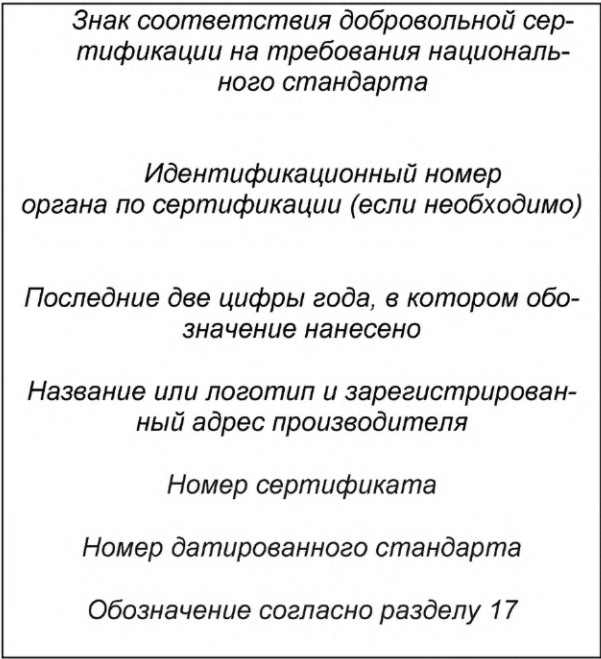 Знак соответствия добровольной сер-
тификации на требования националь-
ного стандарта
Идентификационный номер
органа по сертификации (если необходимо)
Последние две цифры года, в котором обо-
значение нанесено
Название или логотип и зарегистрирован-
ный адрес производителя
Номер сертификата
Номер датированного стандарта
Обозначение согласно разделу 17